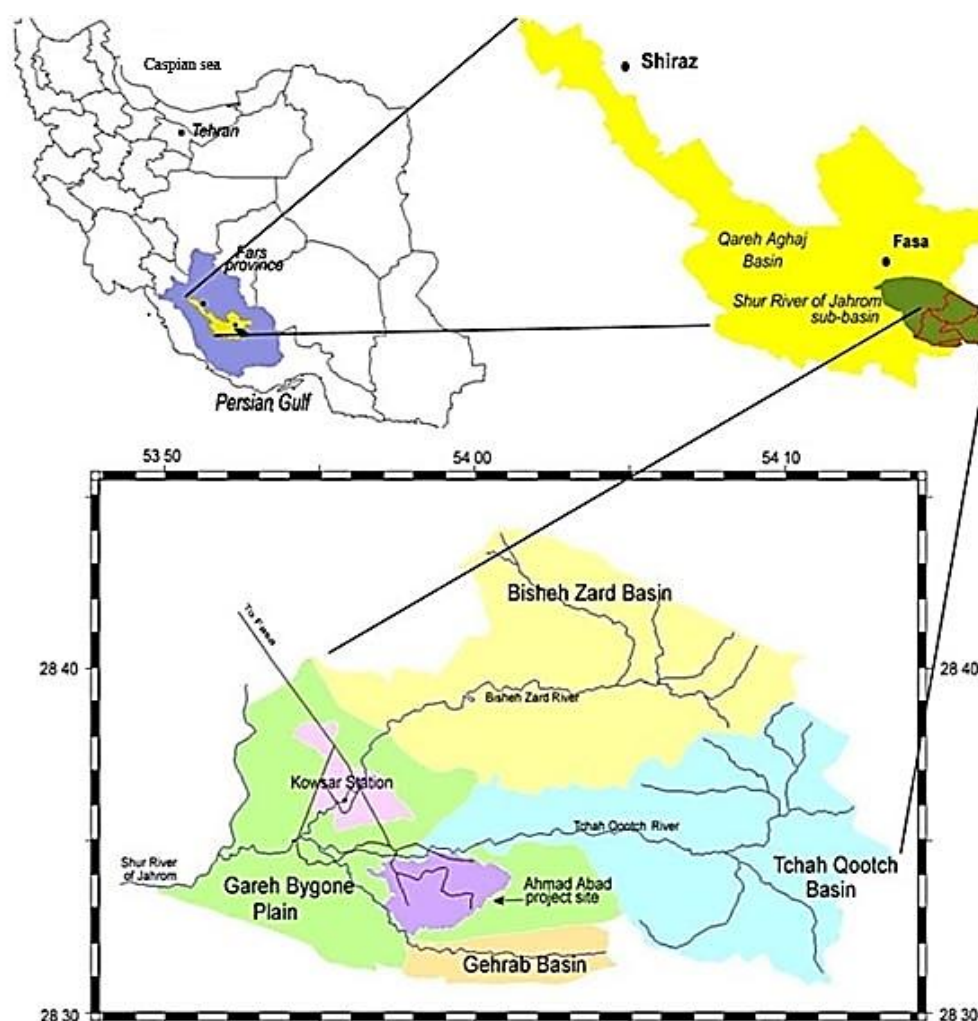 Caspian sea
Tehran
Fars
province
Persian Gulf
Shiraz
Qareh Aghaj
Basin
Fasa
Shur River of Jahrom
sub-basin
53 50
54 00
54 10
28 40
28 40
To Fasa
Bisheh Zard Basin
Bisheh Zard River
Kowsar Station
Tchah Qootch River
Shur River
of Jahrom
Gareh Bygone
Plain
Ahmad Abad
project site
Tchah Qootch
Basin
Gehrab Basin
28 30
28 30